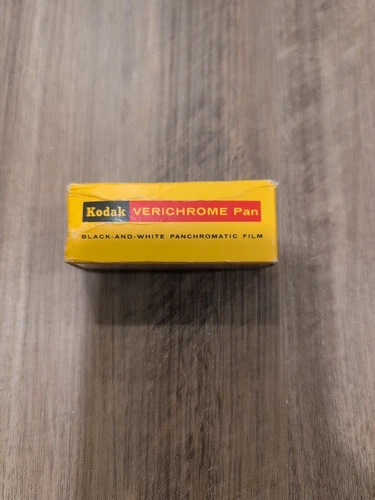 Kodak VERICHROME Pan
BLACK-AND-WHITE PANCHROMATIC FILM